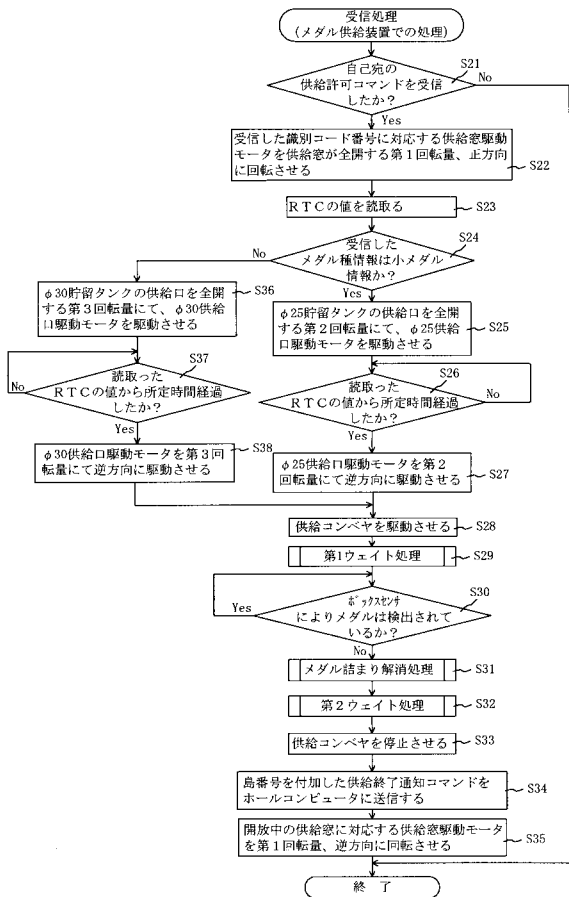 受信処理
(メダル供給装置での処理)
S21
自己宛の
供給許可コマンドを受信
したか？
No
Yes
受信した識別コード番号に対応する供給窓駆動
モータを供給窓が全開する第１回転量、正方向
に回転させる
S22
ＲＴＣの値を読取る
S23
受信した
メダル種情報は小メダル
情報か？
S24
No
Yes
φ30貯留タンクの供給口を全開
する第３回転量にて、φ30供給
口駆動モータを駆動させる
S36
φ25貯留タンクの供給口を全開
する第２回転量にて、φ25供給
口駆動モータを駆動させる
S25
読取った
ＲＴＣの値から所定時間経過
したか？
S37
No
Yes
読取った
ＲＴＣの値から所定時間経過
したか？
S26
No
Yes
φ30供給口駆動モータを第３回
転量にて逆方向に駆動させる
S38
φ25供給口駆動モータを第２
回転量にて逆方向に駆動させる
S27
供給コンベヤを駆動させる
S28
第1ウェイト処理
S29
ボックスセンサ
によりメダルは検出されて
いるか？
S30
Yes
No
メダル詰まり解消処理
S31
第２ウェイト処理
S32
供給コンベヤを停止させる
S33
島番号を付加した供給終了通知コマンドを
ホールコンピュータに送信する
S34
開放中の供給窓に対応する供給窓駆動モータ
を第１回転量、逆方向に回転させる
S35
終 了